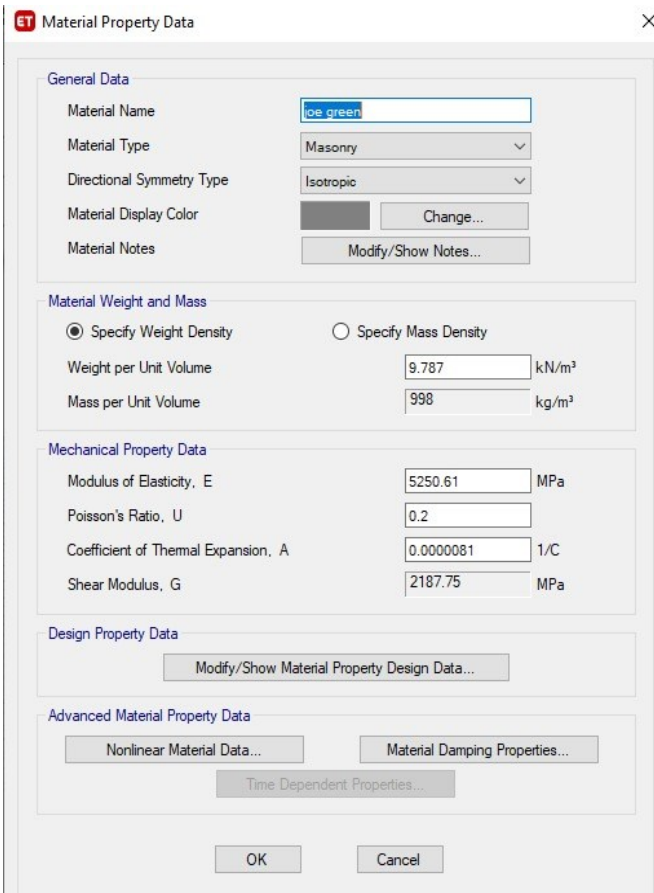 ET Material Property Data
General Data
Material Name joe green
Material Type Masonry
Directional Symmetry Type Isotropic
Material Display Color Change...
Material Notes Modify/Show Notes...
Material Weight and Mass
Specify Weight Density Specify Mass Density
Weight per Unit Volume 9.787 kN/m³
Mass per Unit Volume 998 kg/m³
Mechanical Property Data
Modulus of Elasticity, E 5250.61 MPa
Poisson's Ratio, U 0.2
Coefficient of Thermal Expansion, A 0.0000081 1/C
Shear Modulus, G 2187.75 MPa
Design Property Data
Modify/Show Material Property Design Data...
Advanced Material Property Data
Nonlinear Material Data... Material Damping Properties...
Time Dependent Properties...
OK Cancel